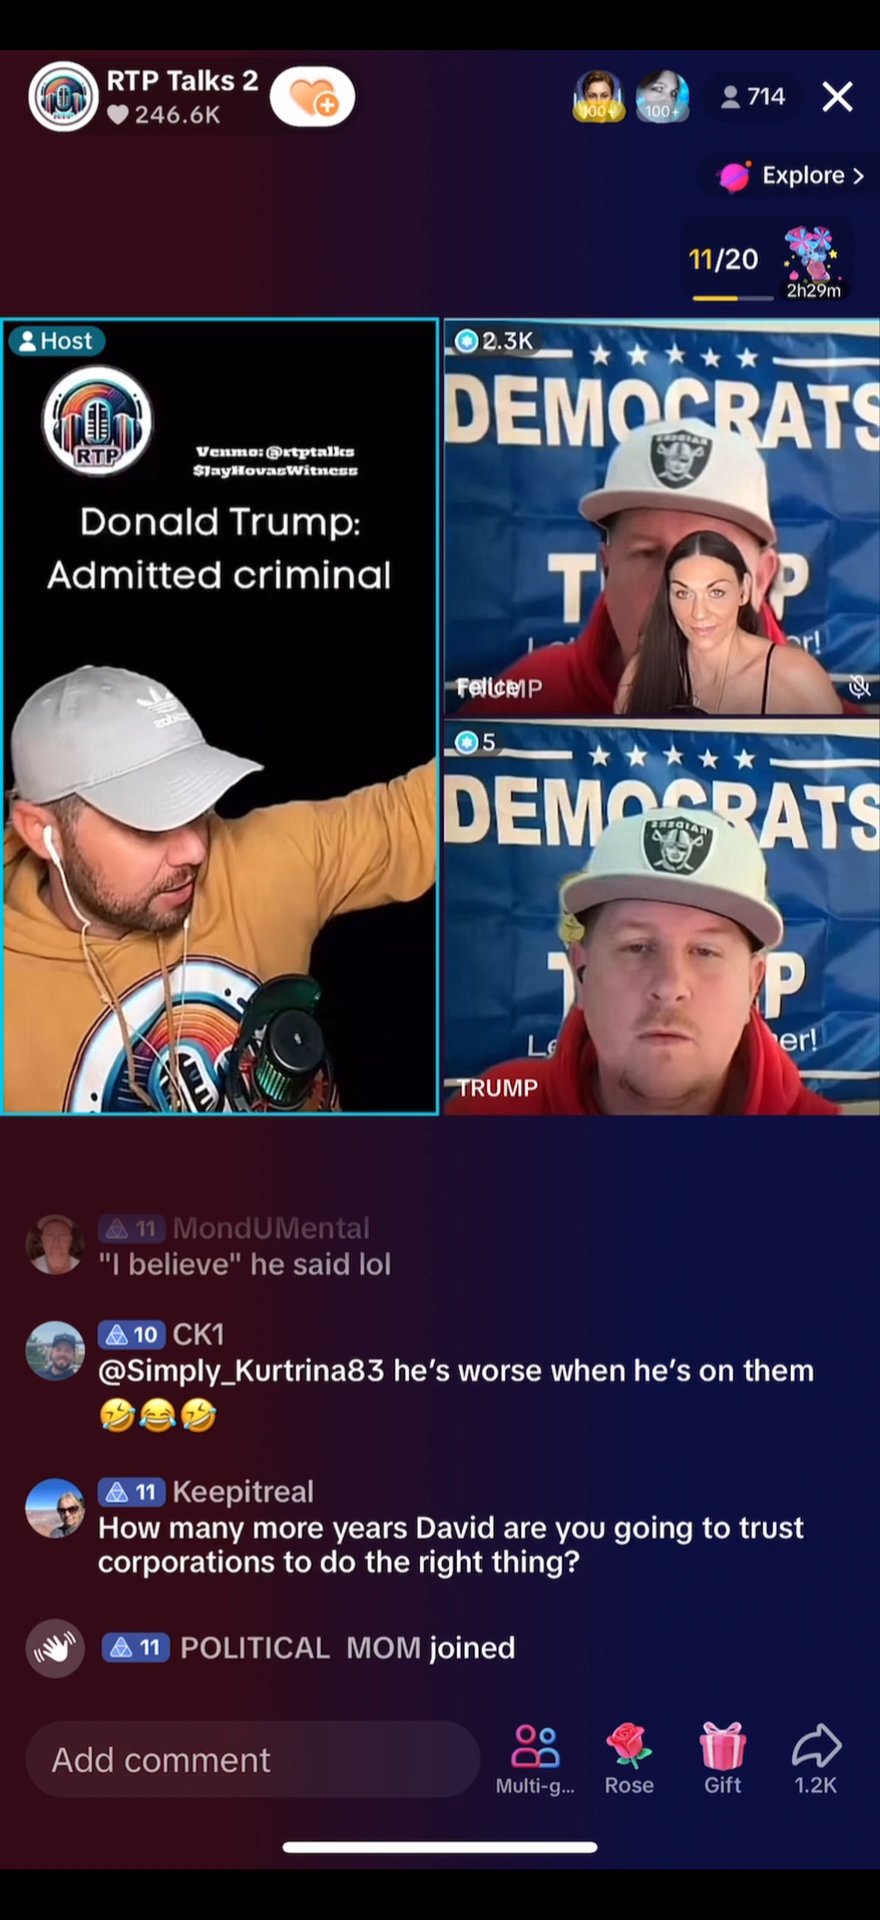 RTP Talks 2
246.6K
100+
100+
714
Explore >
11/20
2h29m
Host
RTP
Venmo: @rtptalks
$JayHovasWitness
Donald Trump:
Admitted criminal
2.3K
DEMOCRATS
Felice
TRUMP
5
DEMOCRATS
RAIDERS
er!
TRUMP
11 MondUMental
"I believe" he said lol
10 CK1
@Simply_Kurtrina83 he's worse when he's on them
🤣😂🤣
11 Keepitreal
How many more years David are you going to trust
corporations to do the right thing?
11 POLITICAL MOM joined
Add comment
Multi-g...
Rose
Gift
1.2K